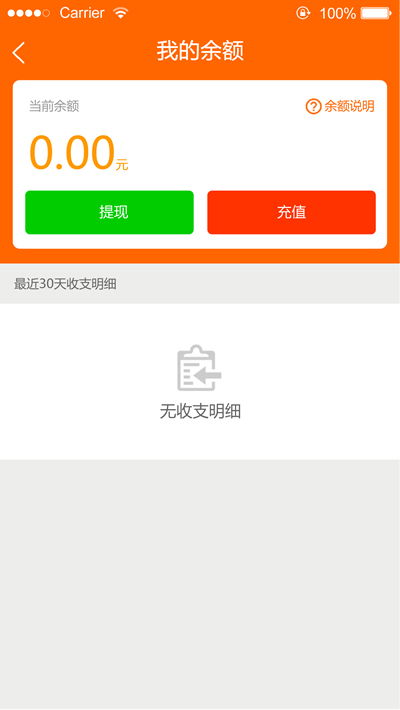 Carrier 100%
我的余额
当前余额 余额说明
0.00元
提现 充值
最近30天收支明细
无收支明细